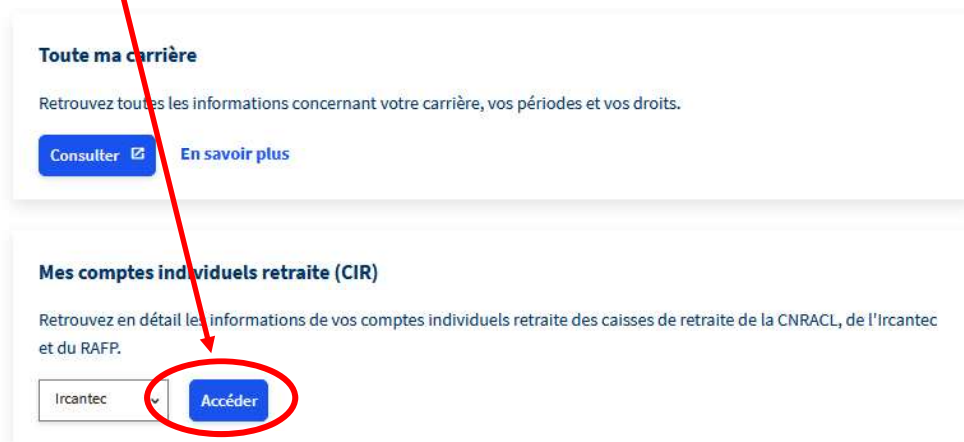 Toute ma carrière
Retrouvez toutes les informations concernant votre carrière, vos périodes et vos droits.
Consulter En savoir plus
Mes comptes individuels retraite (CIR)
Retrouvez en détail les informations de vos comptes individuels retraite des caisses de retraite de la CNRACL, de l'Ircantec
et du RAFP.
Ircantec Accéder